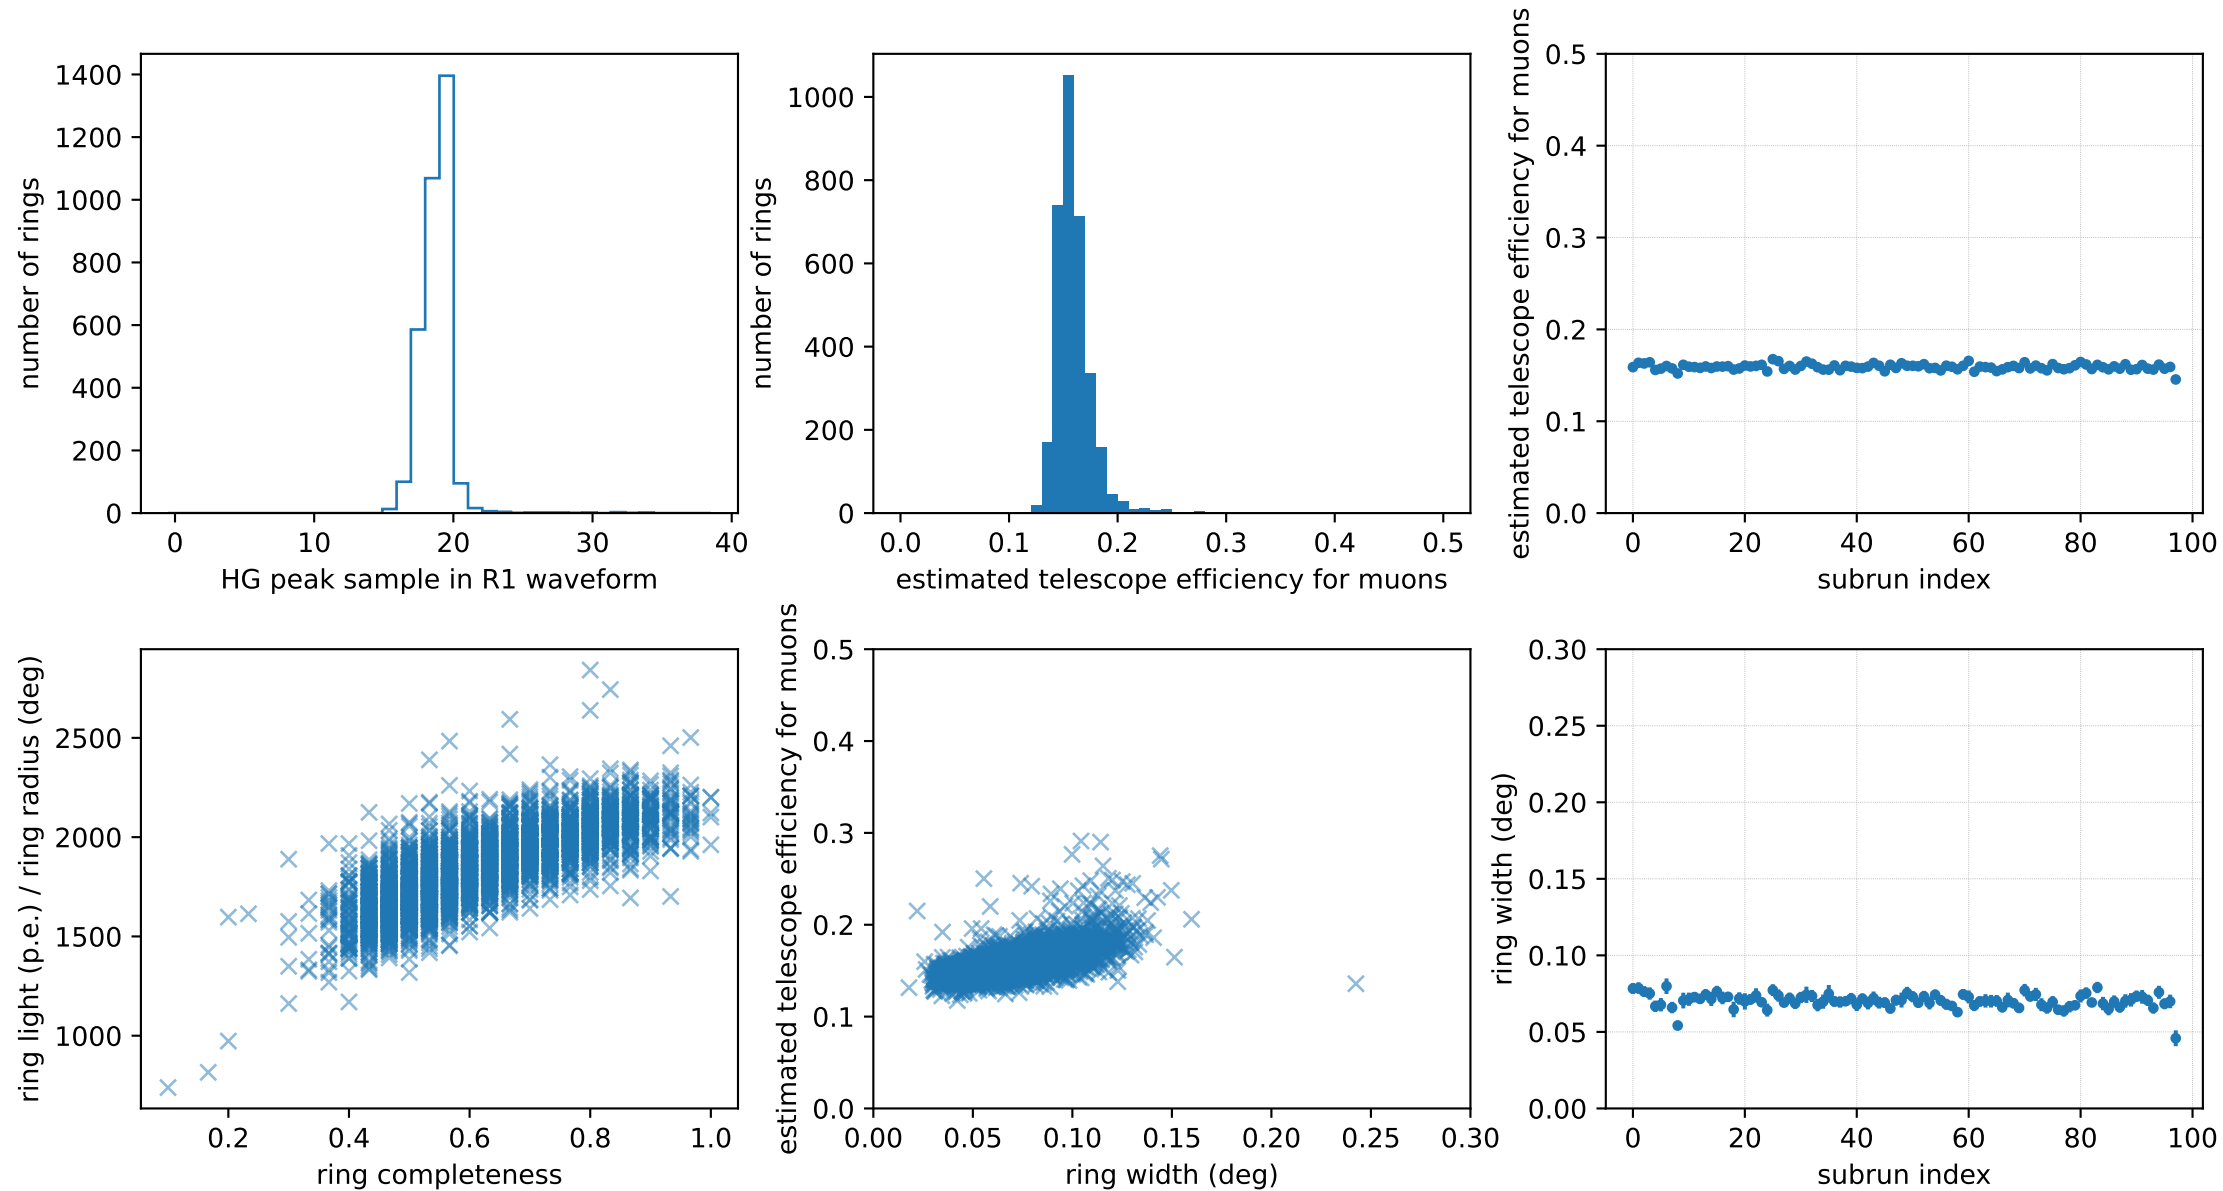 1400
1200
1000
800
600
400
200
0
number of rings
0 10 20 30 40
HG peak sample in R1 waveform
1000
800
600
400
200
0
number of rings
0.0 0.1 0.2 0.3 0.4 0.5
estimated telescope efficiency for muons
0.5
0.4
0.3
0.2
0.1
0.0
estimated telescope efficiency for muons
0 20 40 60 80 100
subrun index
2500
2000
1500
1000
ring light (p.e.) / ring radius (deg)
0.2 0.4 0.6 0.8 1.0
ring completeness
0.5
0.4
0.3
0.2
0.1
0.0
estimated telescope efficiency for muons
0.00 0.05 0.10 0.15 0.20 0.25 0.30
ring width (deg)
0.30
0.25
0.20
0.15
0.10
0.05
0.00
ring width (deg)
0 20 40 60 80 100
subrun index